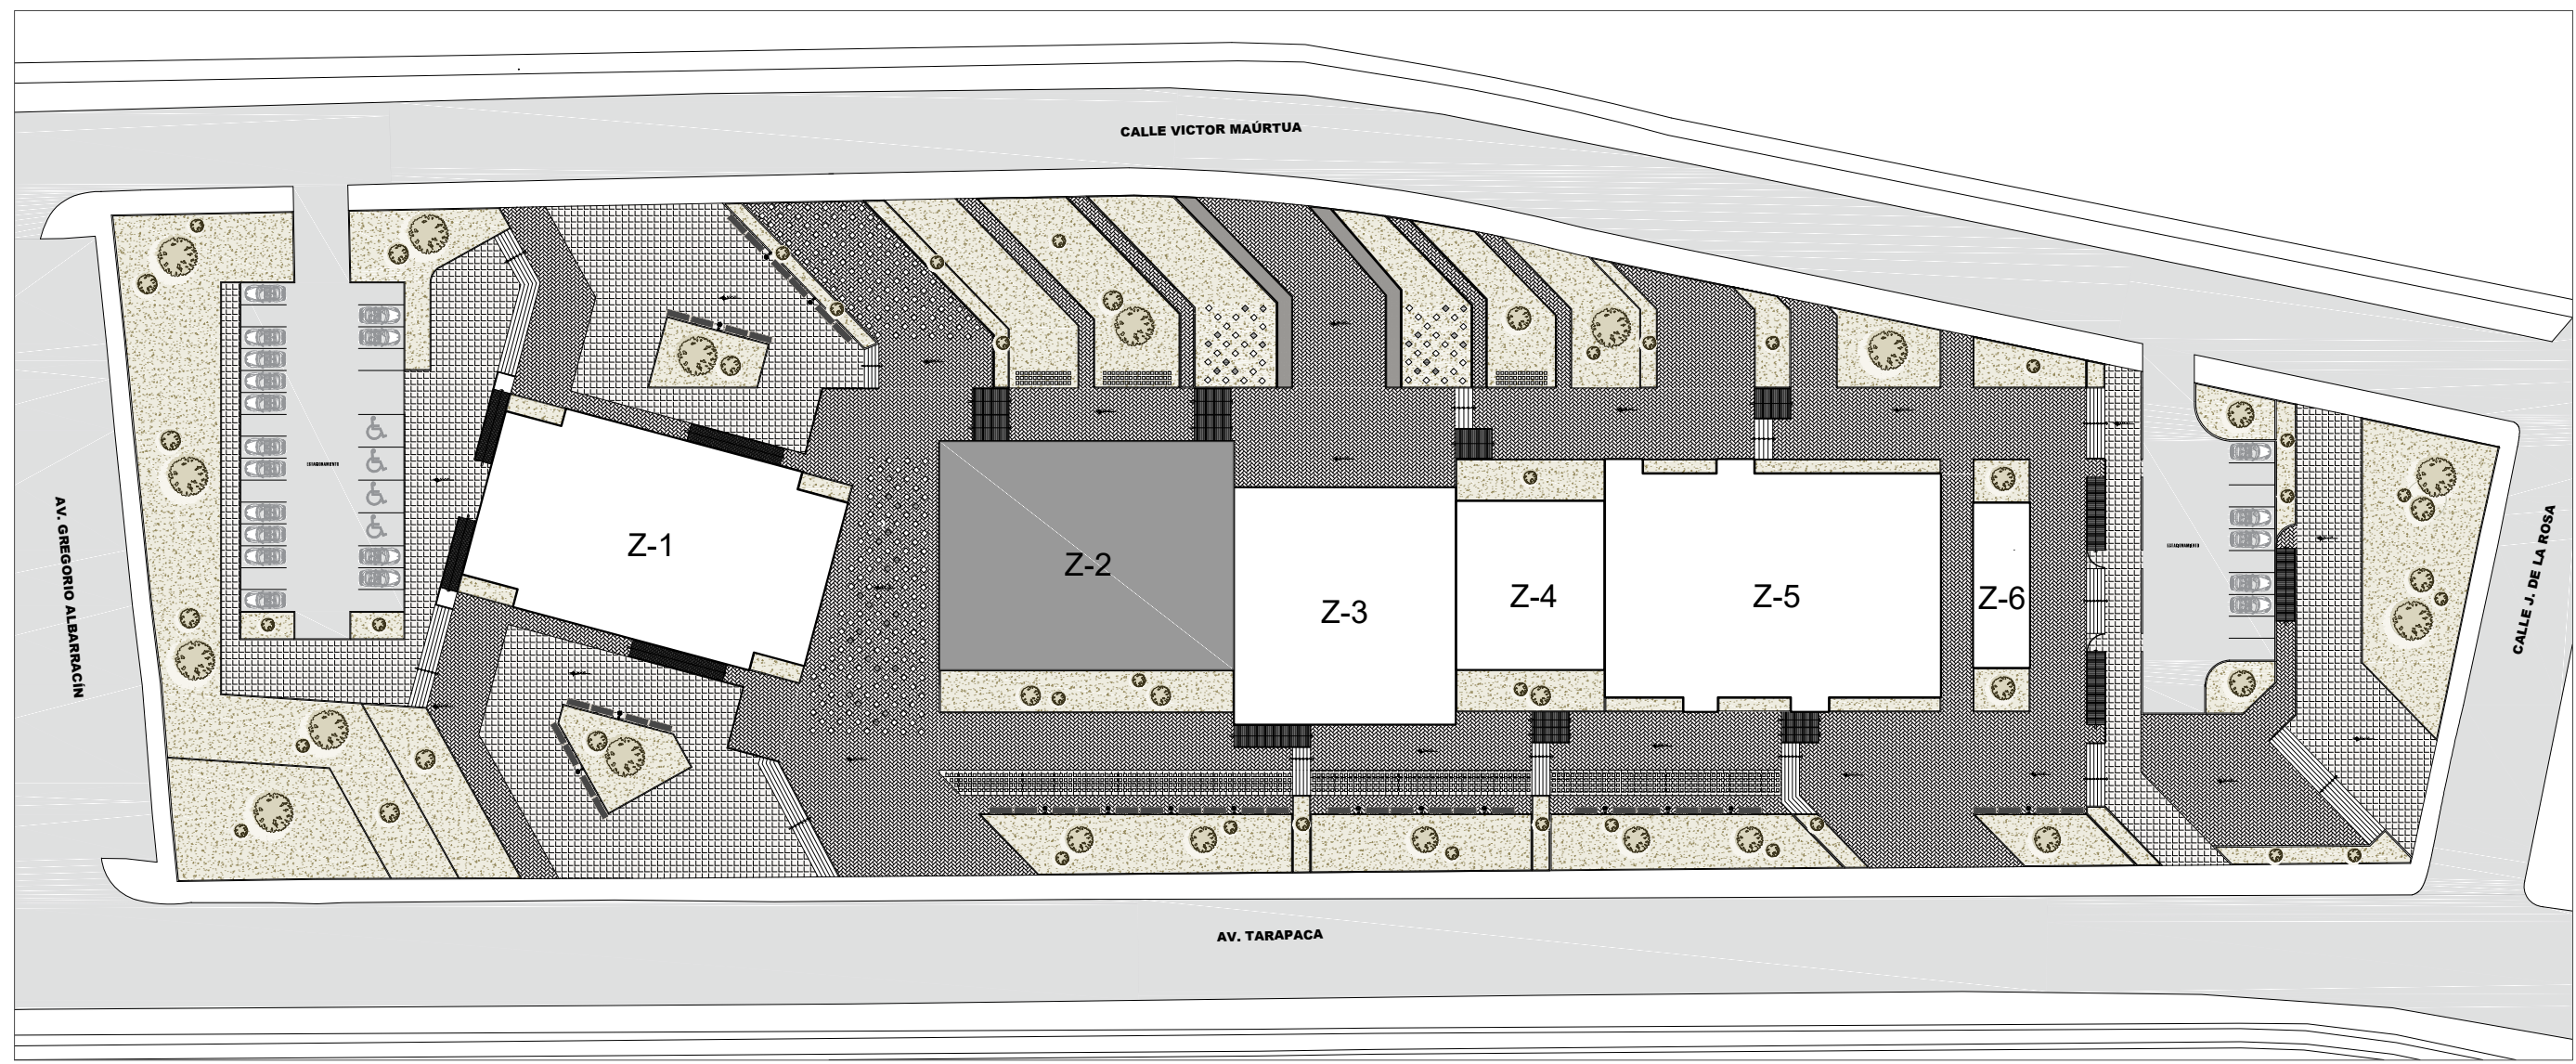 CALLE VICTOR MAÚRTUA
AV. GREGORIO ALBARRACÍN
Z-1
Z-2
Z-3
Z-4
Z-5
Z-6
CALLE J. DE LA ROSA
AV. TARAPACA